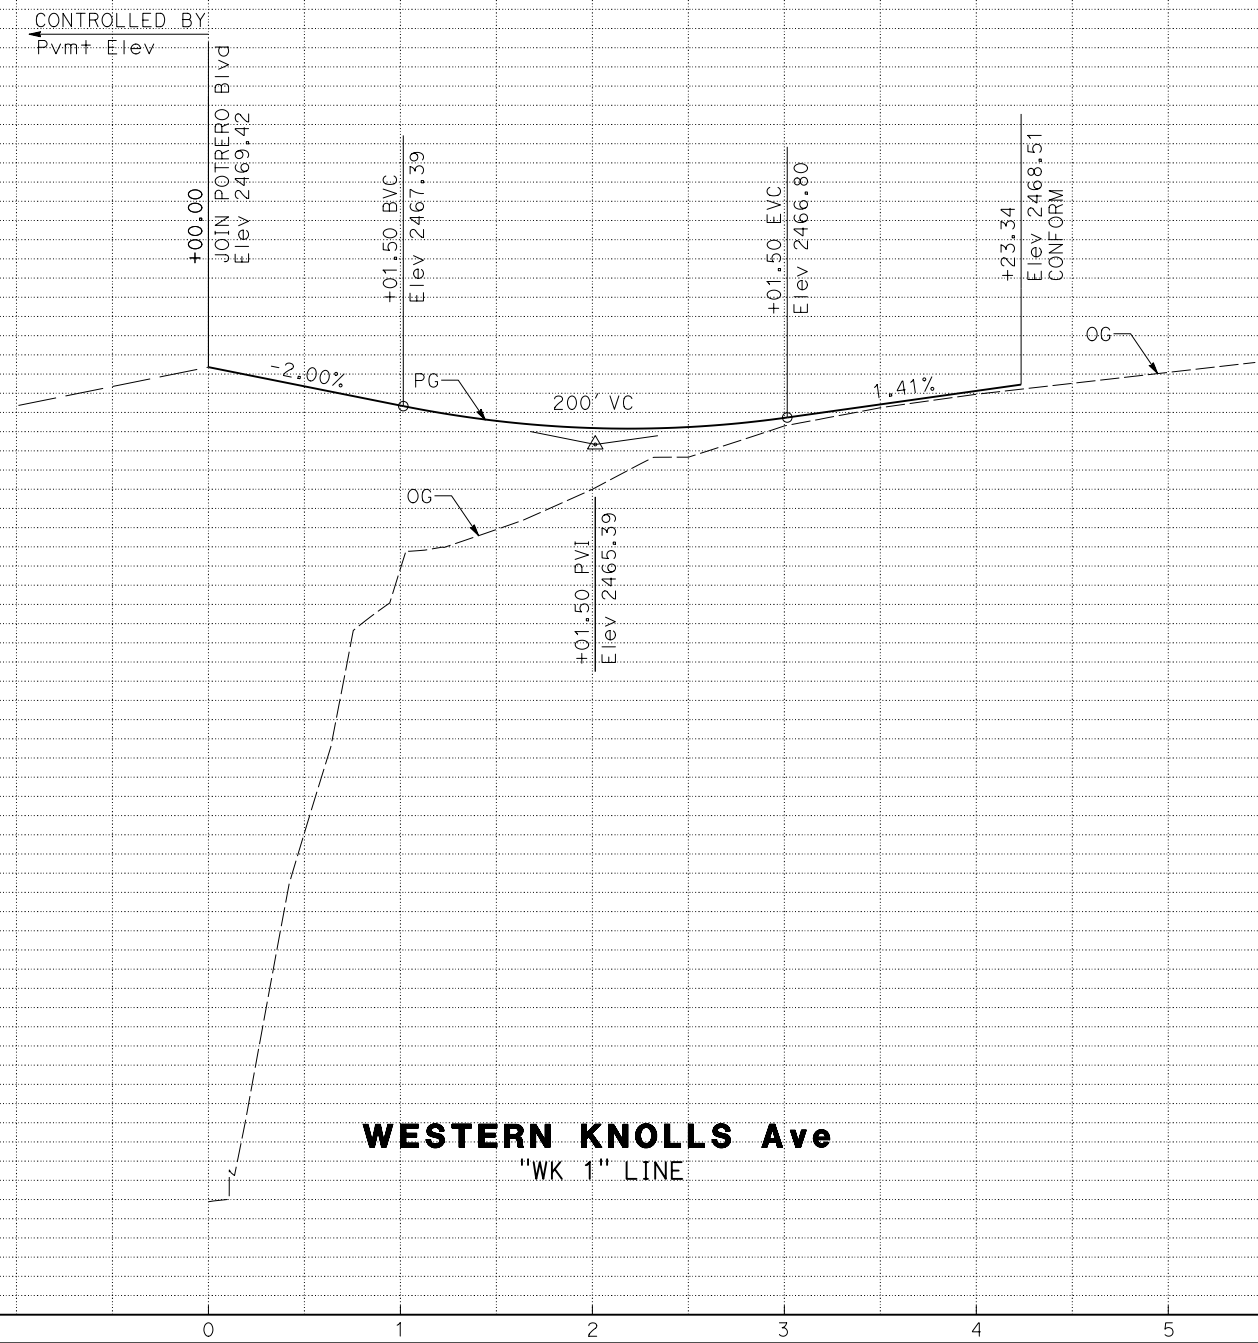 CONTROLLED BY
Pvmt Elev
+00.00
JOIN POTRERO Blvd
Elev 2469.42
+01.50 BVC
Elev 2467.39
+01.50 EVC
Elev 2466.80
+23.34
Elev 2468.51
CONFORM
OG
-2.00%
PG
200' VC
1.41%
OG
+01.50 PVI
Elev 2465.39
WESTERN KNOLLS Ave
"WK 1" LINE
0 1 2 3 4 5